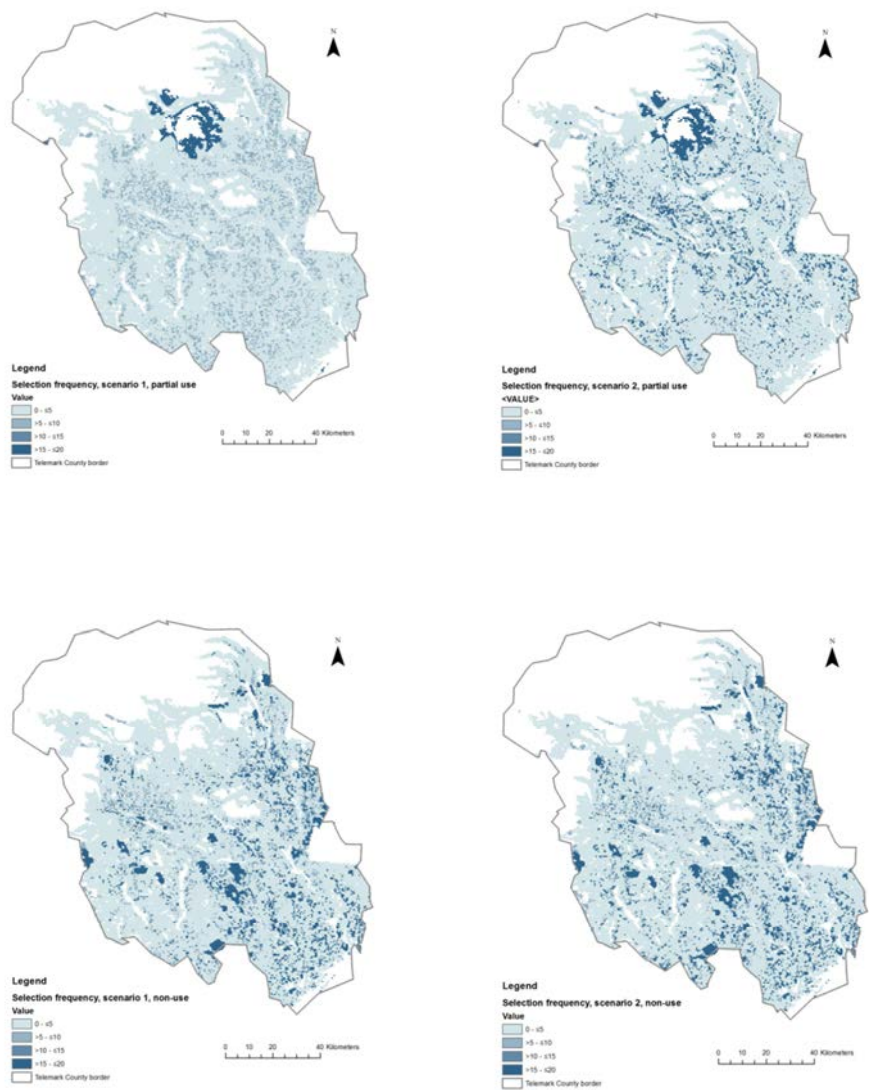 N
Legend
Selection frequency, scenario 1, partial use
Value
0 - ≤5
>5 - ≤10
>10 - ≤15
>15 - ≤20
Telemark County border
0 10 20 40 Kilometers
N
Legend
Selection frequency, scenario 2, partial use
<VALUE>
0 - ≤5
>5 - ≤10
>10 - ≤15
>15 - ≤20
Telemark County border
0 10 20 40 Kilometers
N
Legend
Selection frequency, scenario 1, non-use
Value
0 - ≤5
>5 - ≤10
>10 - ≤15
>15 - ≤20
Telemark County border
0 10 20 40 Kilometers
N
Legend
Selection frequency, scenario 2, non-use
Value
0 - ≤5
>5 - ≤10
>10 - ≤15
>15 - ≤20
Telemark County border
0 10 20 40 Kilometers